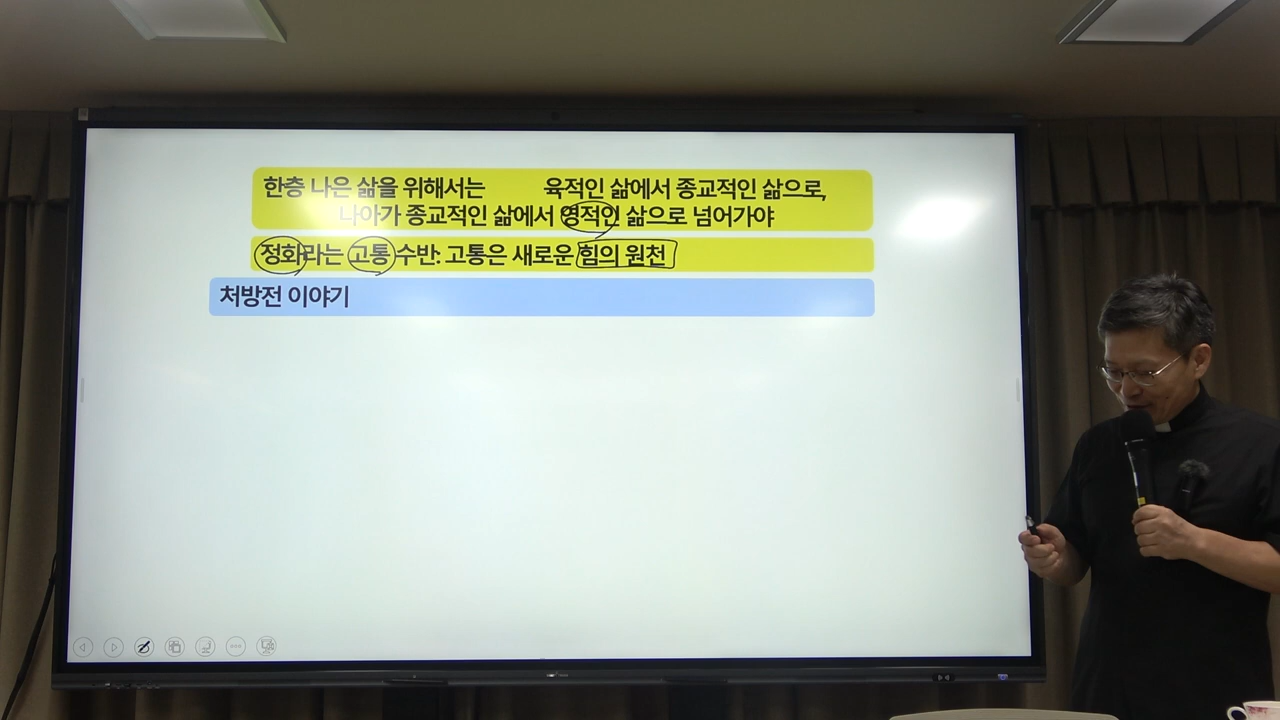 한층 나은 삶을 위해서는 육적인 삶에서 종교적인 삶으로,
나아가 종교적인 삶에서 영적인 삶으로 넘어가야
정화라는 고통 수반: 고통은 새로운 힘의 원천
처방전 이야기